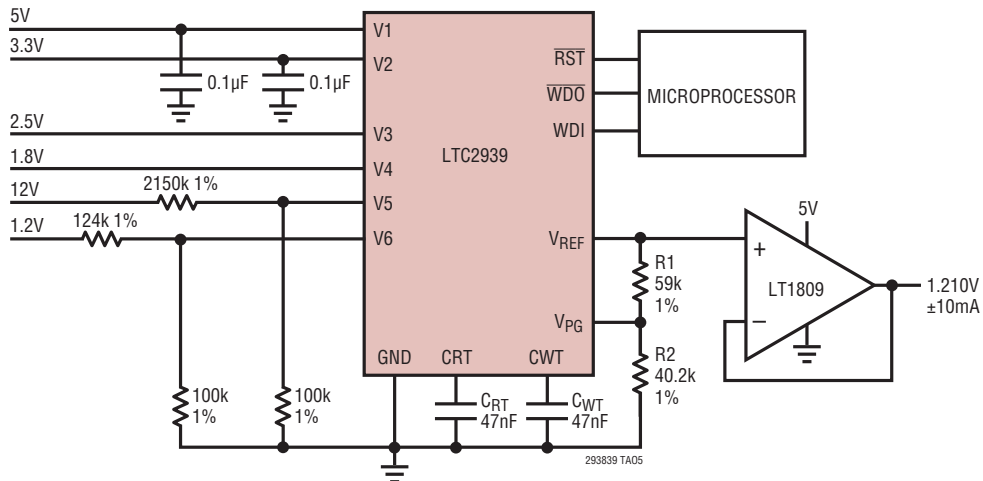 5V
V1
3.3V
V2
0.1µF
0.1µF
2.5V
V3
1.8V
V4
12V
2150k 1%
V5
1.2V
124k 1%
V6
LTC2939
RST
WDO
WDI
MICROPROCESSOR
VREF
VPG
R1
59k
1%
R2
40.2k
1%
5V
+
–
LT1809
1.210V
±10mA
GND
CRT
CWT
100k
1%
100k
1%
CRT
47nF
CWT
47nF
293839 TA05